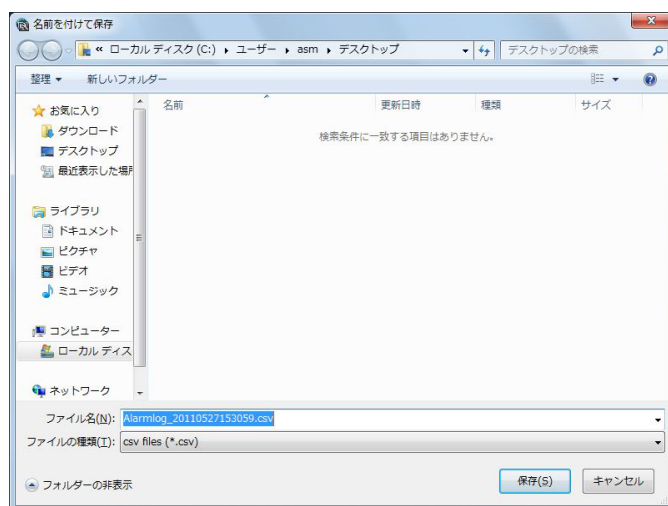 名前を付けて保存
« ローカル ディスク (C:) ▸ ユーザー ▸ asm ▸ デスクトップ
デスクトップの検索
整理 ▼ 新しいフォルダー
お気に入り
ダウンロード
デスクトップ
最近表示した場所
ライブラリ
ドキュメント
ピクチャ
ビデオ
ミュージック
コンピューター
ローカル ディス
ネットワーク
名前 更新日時 種類 サイズ
検索条件に一致する項目はありません。
ファイル名(N): Alarmlog_20110527153059.csv
ファイルの種類(T): csv files (*.csv)
フォルダーの非表示
保存(S) キャンセル